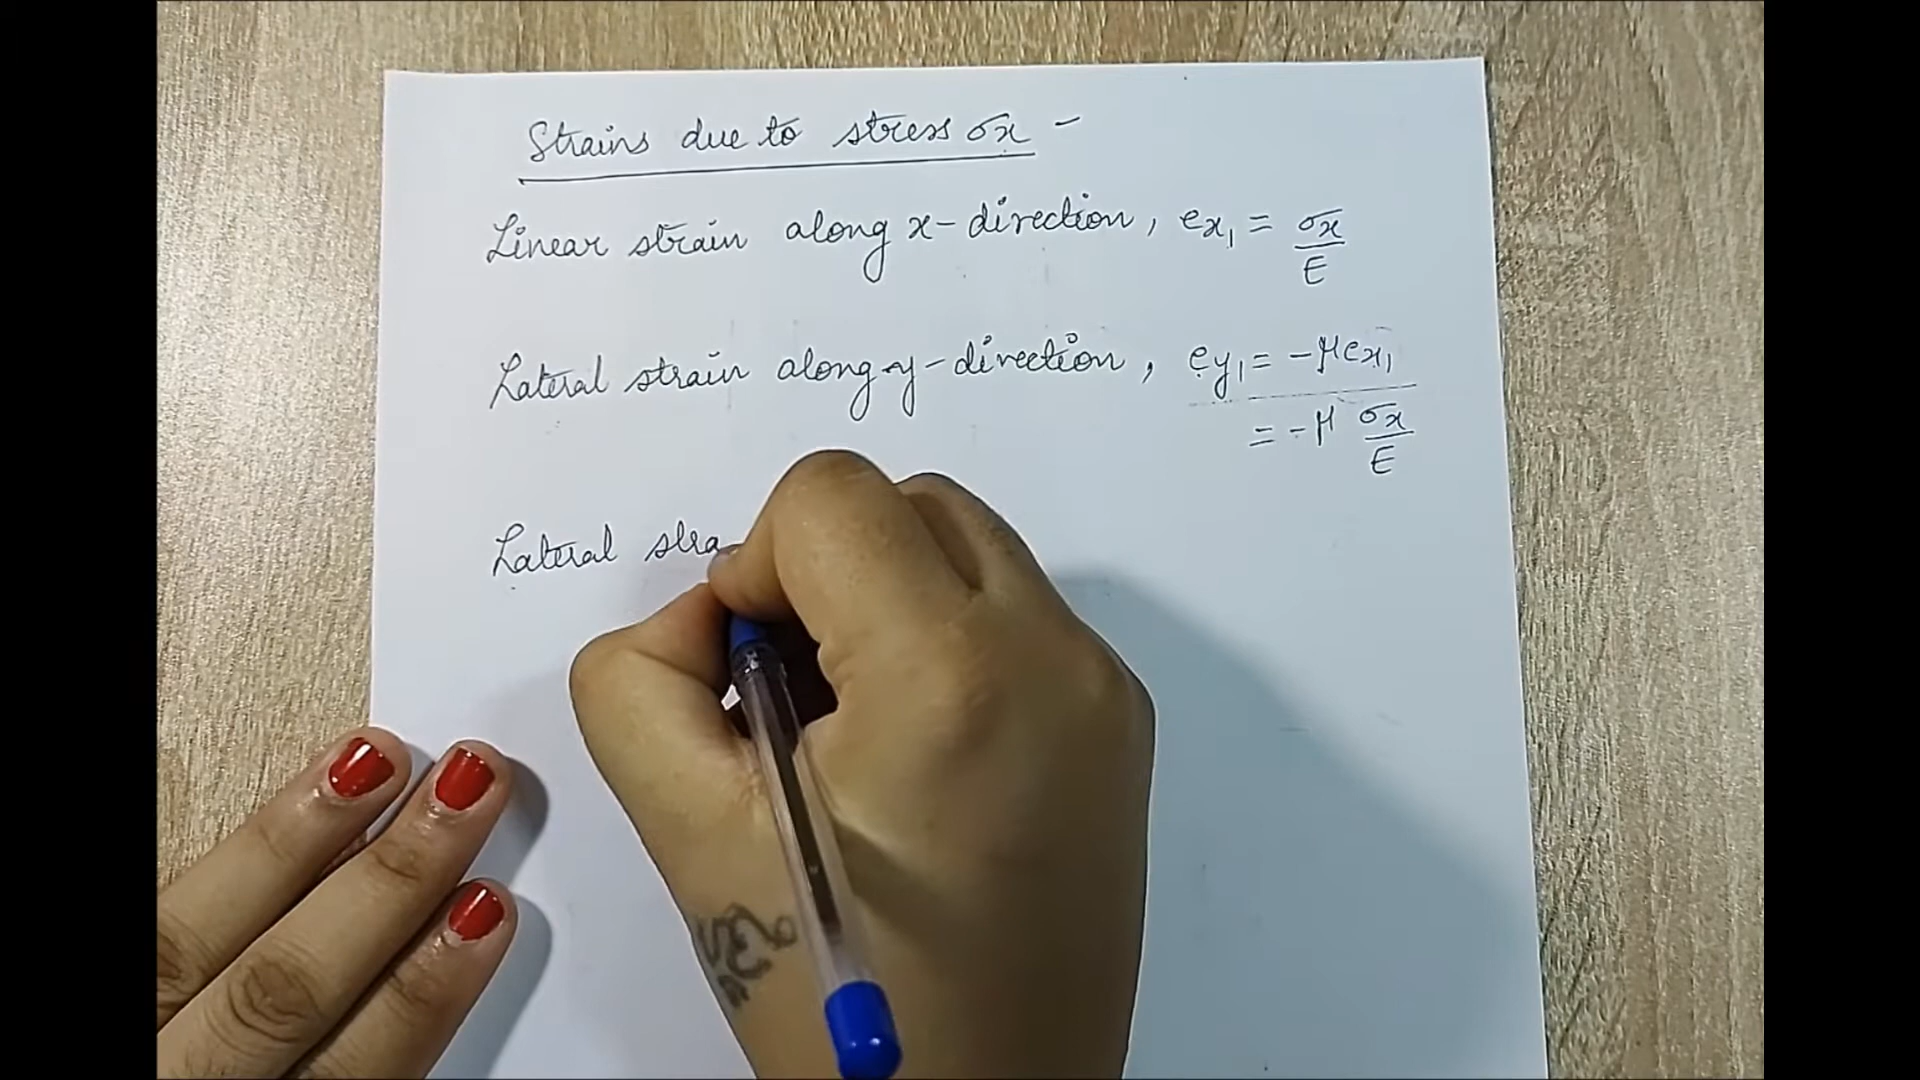 Strains due to stress σx -
Linear strain along x-direction, ex₁ = σx/E
Lateral strain along y-direction, ey₁ = -μex₁
= -μ σx/E
Lateral stra
ॐ